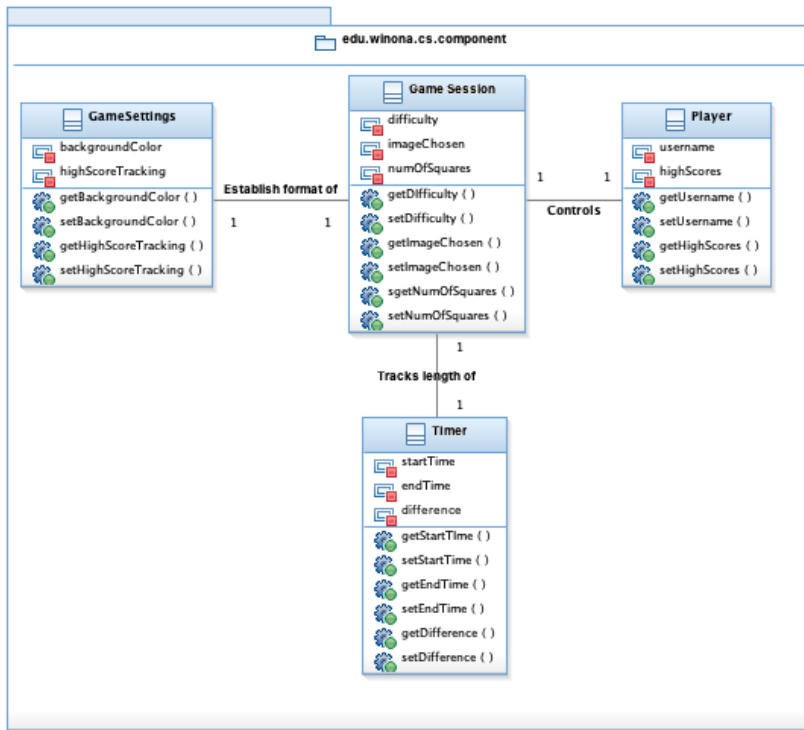 edu.winona.cs.component
GameSettings
backgroundColor
highScoreTracking
getBackgroundColor ( )
setBackgroundColor ( )
getHighScoreTracking ( )
setHighScoreTracking ( )
Establish format of
1
1
Game Session
difficulty
imageChosen
numOfSquares
getDIfficulty ( )
setDifficulty ( )
getImageChosen ( )
setImageChosen ( )
sgetNumOfSquares ( )
setNumOfSquares ( )
1
1
Controls
Player
username
highScores
getUsername ( )
setUsername ( )
getHighScores ( )
setHighScores ( )
1
Tracks length of
1
Timer
startTime
endTime
difference
getStartTime ( )
setStartTime ( )
getEndTime ( )
setEndTime ( )
getDifference ( )
setDifference ( )